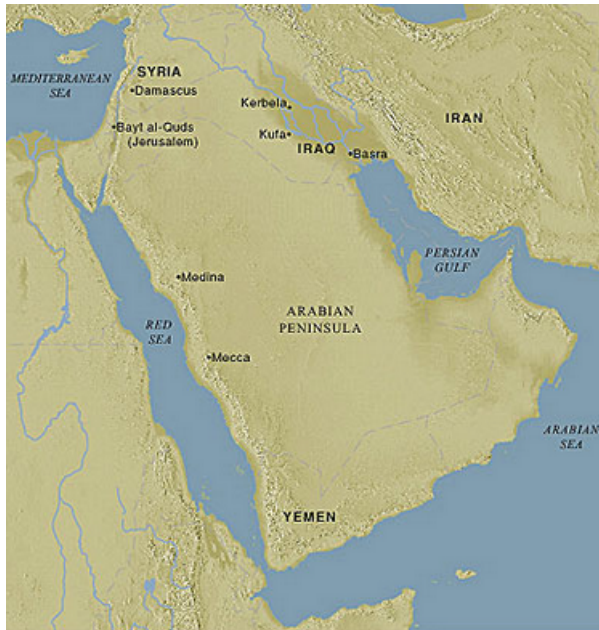 MEDITERRANEAN
SEA
SYRIA
Damascus
Bayt al-Quds
(Jerusalem)
Kerbela
Kufa
IRAQ
Basra
IRAN
PERSIAN
GULF
Medina
ARABIAN
PENINSULA
RED
SEA
Mecca
ARABIAN
SEA
YEMEN